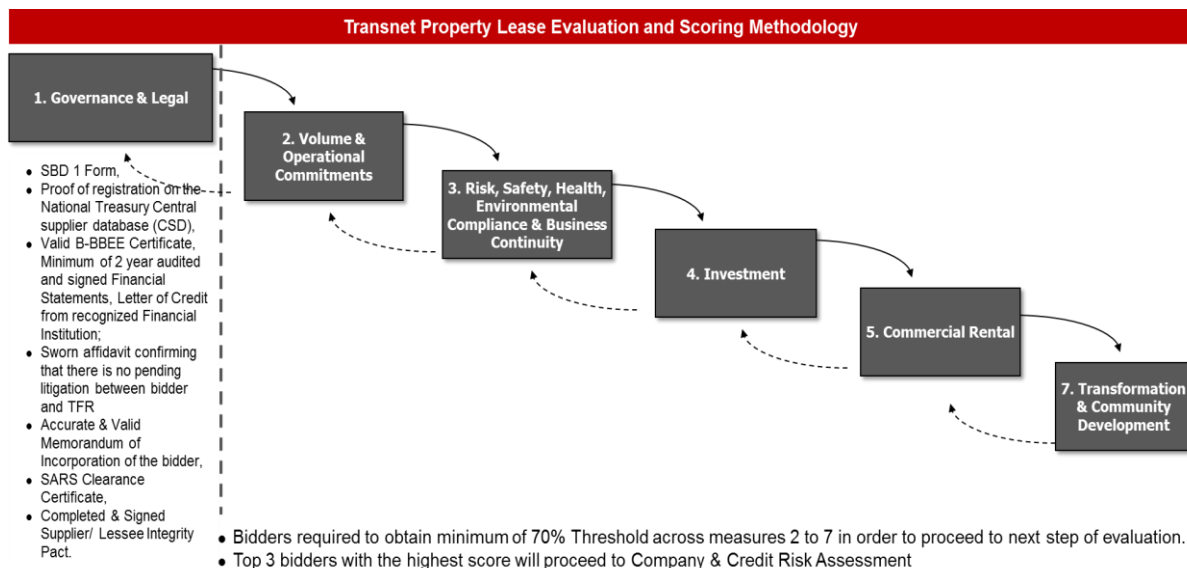 Transnet Property Lease Evaluation and Scoring Methodology
1. Governance & Legal
• SBD 1 Form,
• Proof of registration on the
National Treasury Central
supplier database (CSD),
• Valid B-BBEE Certificate,
Minimum of 2 year audited
and signed Financial
Statements, Letter of Credit
from recognized Financial
Institution;
• Sworn affidavit confirming
that there is no pending
litigation between bidder
and TFR
• Accurate & Valid
Memorandum of
Incorporation of the bidder,
• SARS Clearance
Certificate,
• Completed & Signed
Supplier/ Lessee Integrity
Pact.
2. Volume &
Operational
Commitments
3. Risk, Safety, Health,
Environmental
Compliance & Business
Continuity
4. Investment
5. Commercial Rental
7. Transformation
& Community
Development
• Bidders required to obtain minimum of 70% Threshold across measures 2 to 7 in order to proceed to next step of evaluation.
• Top 3 bidders with the highest score will proceed to Company & Credit Risk Assessment